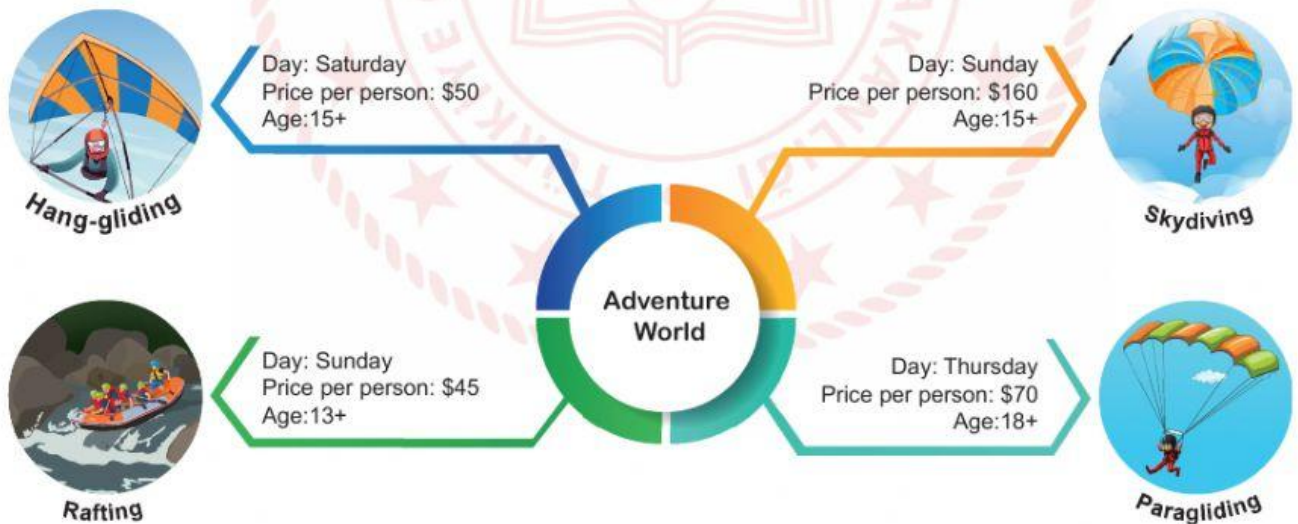 Day: Saturday
Price per person: $50
Age:15+
Hang-gliding
Day: Sunday
Price per person: $160
Age:15+
Skydiving
Adventure
World
Day: Sunday
Price per person: $45
Age:13+
Rafting
Day: Thursday
Price per person: $70
Age:18+
Paragliding